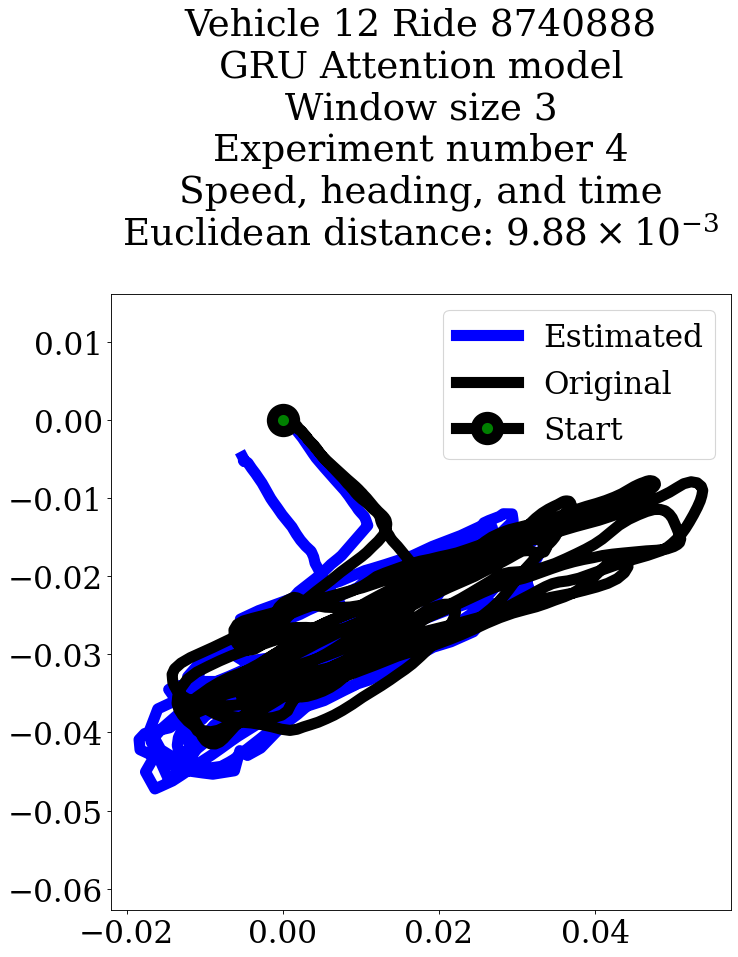 Vehicle 12 Ride 8740888
GRU Attention model
Window size 3
Experiment number 4
Speed, heading, and time
Euclidean distance: 9.88 × 10⁻³
Estimated
Original
Start
0.01
0.00
−0.01
−0.02
−0.03
−0.04
−0.05
−0.06
−0.02 0.00 0.02 0.04